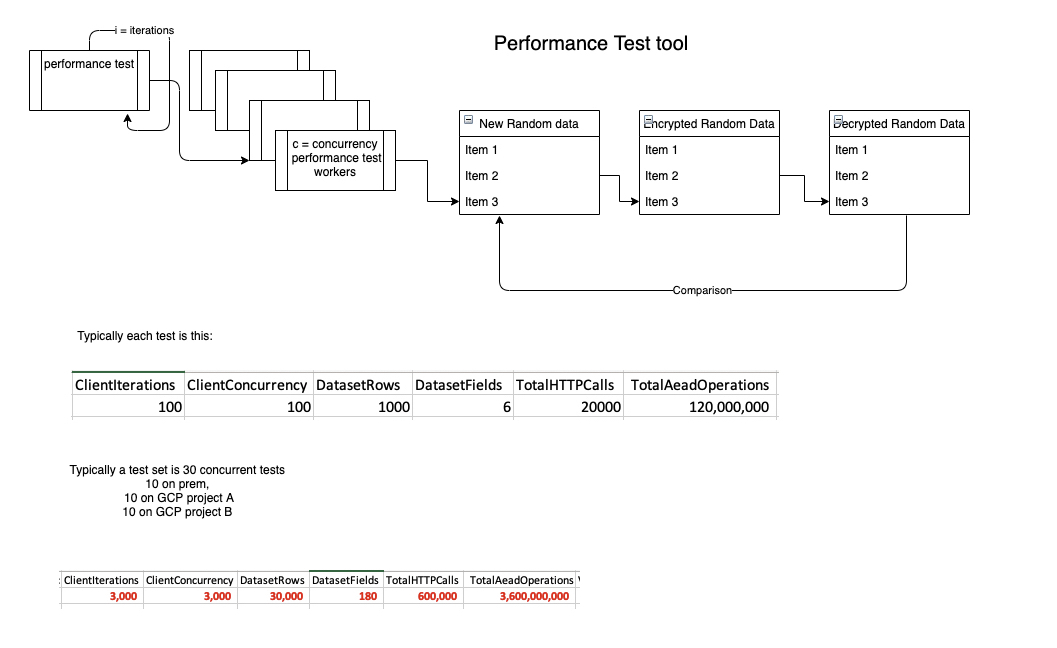 i = iterations
Performance Test tool
performance test
c = concurrency
performance test
workers
New Random data
Item 1
Item 2
Item 3
Encrypted Random Data
Item 1
Item 2
Item 3
Decrypted Random Data
Item 1
Item 2
Item 3
Comparison
Typically each test is this:
ClientIterations ClientConcurrency DatasetRows DatasetFields TotalHTTPCalls TotalAeadOperations
100 100 1000 6 20000 120,000,000
Typically a test set is 30 concurrent tests
10 on prem,
10 on GCP project A
10 on GCP project B
ClientIterations ClientConcurrency DatasetRows DatasetFields TotalHTTPCalls TotalAeadOperations
3,000 3,000 30,000 180 600,000 3,600,000,000